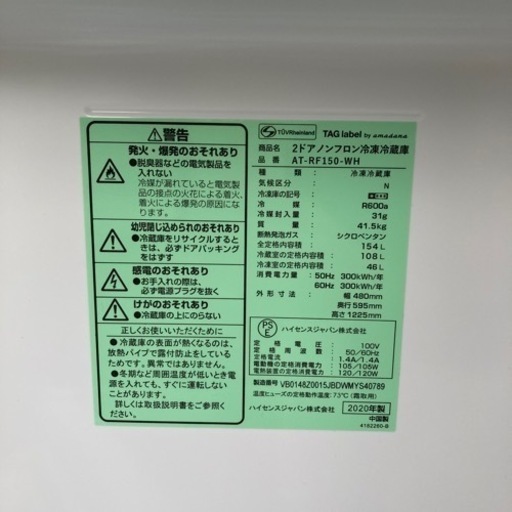 警告
発火・爆発のおそれあり
●脱臭器などの電気製品を
入れない
冷媒が漏れていると電気製
品の接点の火花による着火、
着火による爆発の原因に
なります。
幼児閉じ込められのおそれあり
●冷蔵庫をリサイクルすると
きは、必ずドアパッキング
をはずす
感電のおそれあり
●お手入れの際は、
必ず電源プラグを抜く
けがのおそれあり
●冷蔵庫の上にのらない
正しくお使いいただくために
●冷蔵庫の表面が熱くなるのは、
放熱パイプで露付防止をしている
ためで、異常ではありません。
●冬期など周囲温度が低いときは、
電源を入れても、すぐに運転しない
ことがあります。
詳しくは取扱説明書をご参照ください。
TÜVRheinland
TAG label by amadana
商品名 2ドアノンフロン冷凍冷蔵庫
品番 AT-RF150-WH
種類 冷凍冷蔵庫
気候区分 N
冷凍庫の記号
冷媒 R600a
冷媒封入量 31g
質量 41.5kg
断熱発泡ガス シクロペンタン
全定格内容積 154L
冷蔵室の定格内容積 108L
冷凍室の定格内容積 46L
消費電力量 50Hz 300kWh/年
60Hz 300kWh/年
外形寸法 幅 480mm
奥行 595mm
高さ 1225mm
PSE ハイセンスジャパン株式会社
定格電圧 100V
定格周波数 50/60Hz
定格電流 1.4A/1.4A
電動機の定格消費電力 105/105W
電熱装置の定格消費電力 120/120W
製造番号 VB0148Z0015JBDWMYS40789
温度ヒューズの定格動作温度:73℃(霜取用)
ハイセンスジャパン株式会社 2020年製
中国製
4182260-B